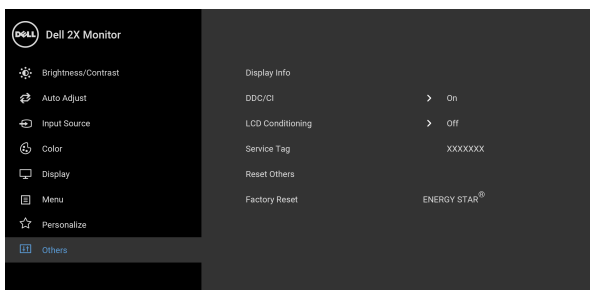 DELL Dell 2X Monitor
Brightness/Contrast Display Info
Auto Adjust DDC/CI > On
Input Source LCD Conditioning > Off
Color Service Tag XXXXXXX
Display Reset Others
Menu Factory Reset ENERGY STAR®
Personalize
Others